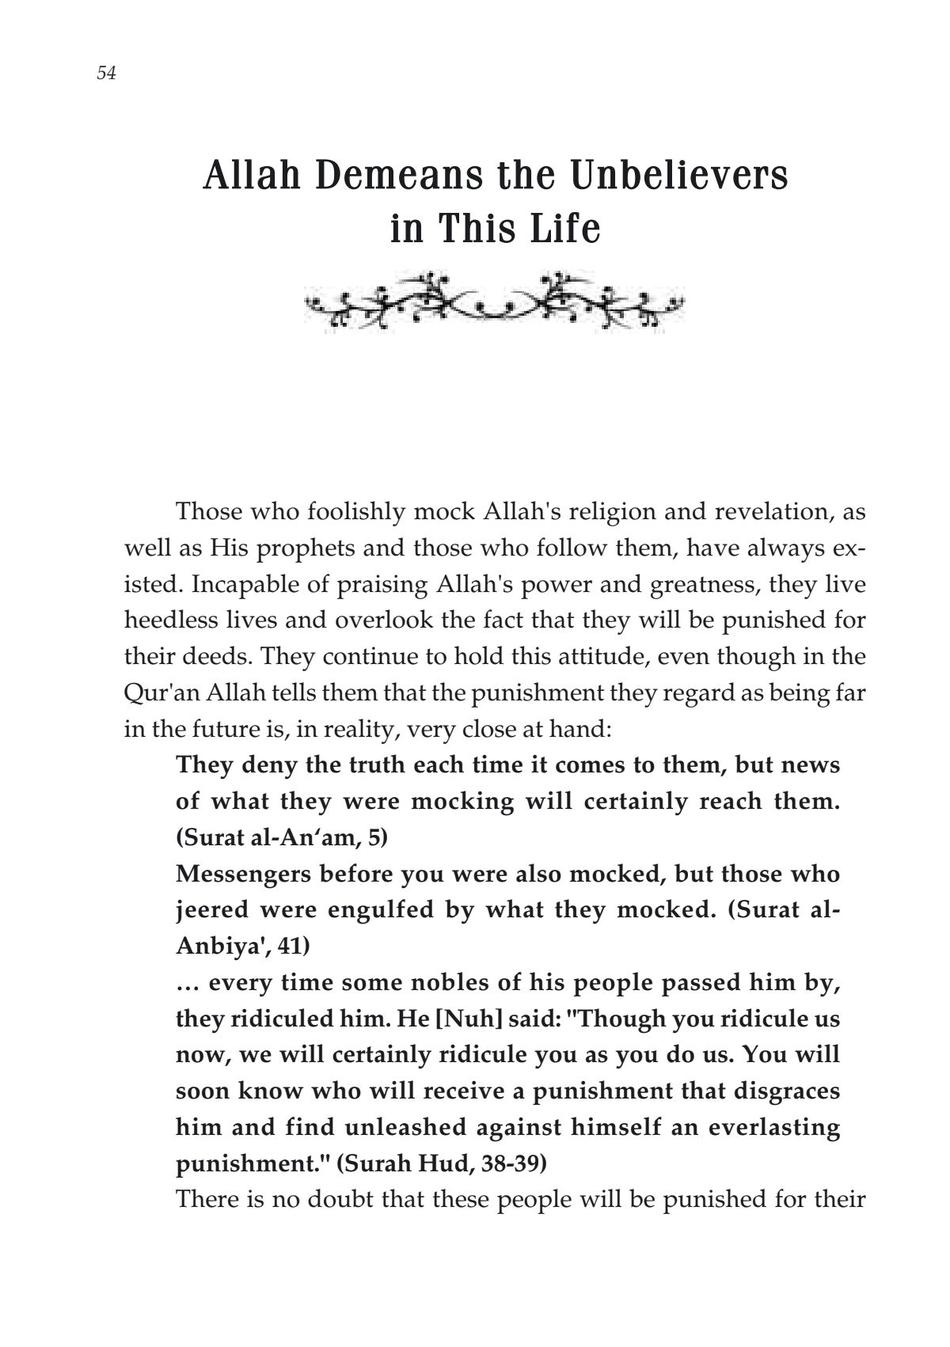 54
Allah Demeans the Unbelievers
in This Life
Those who foolishly mock Allah's religion and revelation, as
well as His prophets and those who follow them, have always ex-
isted. Incapable of praising Allah's power and greatness, they live
heedless lives and overlook the fact that they will be punished for
their deeds. They continue to hold this attitude, even though in the
Qur'an Allah tells them that the punishment they regard as being far
in the future is, in reality, very close at hand:
They deny the truth each time it comes to them, but news
of what they were mocking will certainly reach them.
(Surat al-An‘am, 5)
Messengers before you were also mocked, but those who
jeered were engulfed by what they mocked. (Surat al-
Anbiya', 41)
… every time some nobles of his people passed him by,
they ridiculed him. He [Nuh] said: "Though you ridicule us
now, we will certainly ridicule you as you do us. You will
soon know who will receive a punishment that disgraces
him and find unleashed against himself an everlasting
punishment." (Surah Hud, 38-39)
There is no doubt that these people will be punished for their